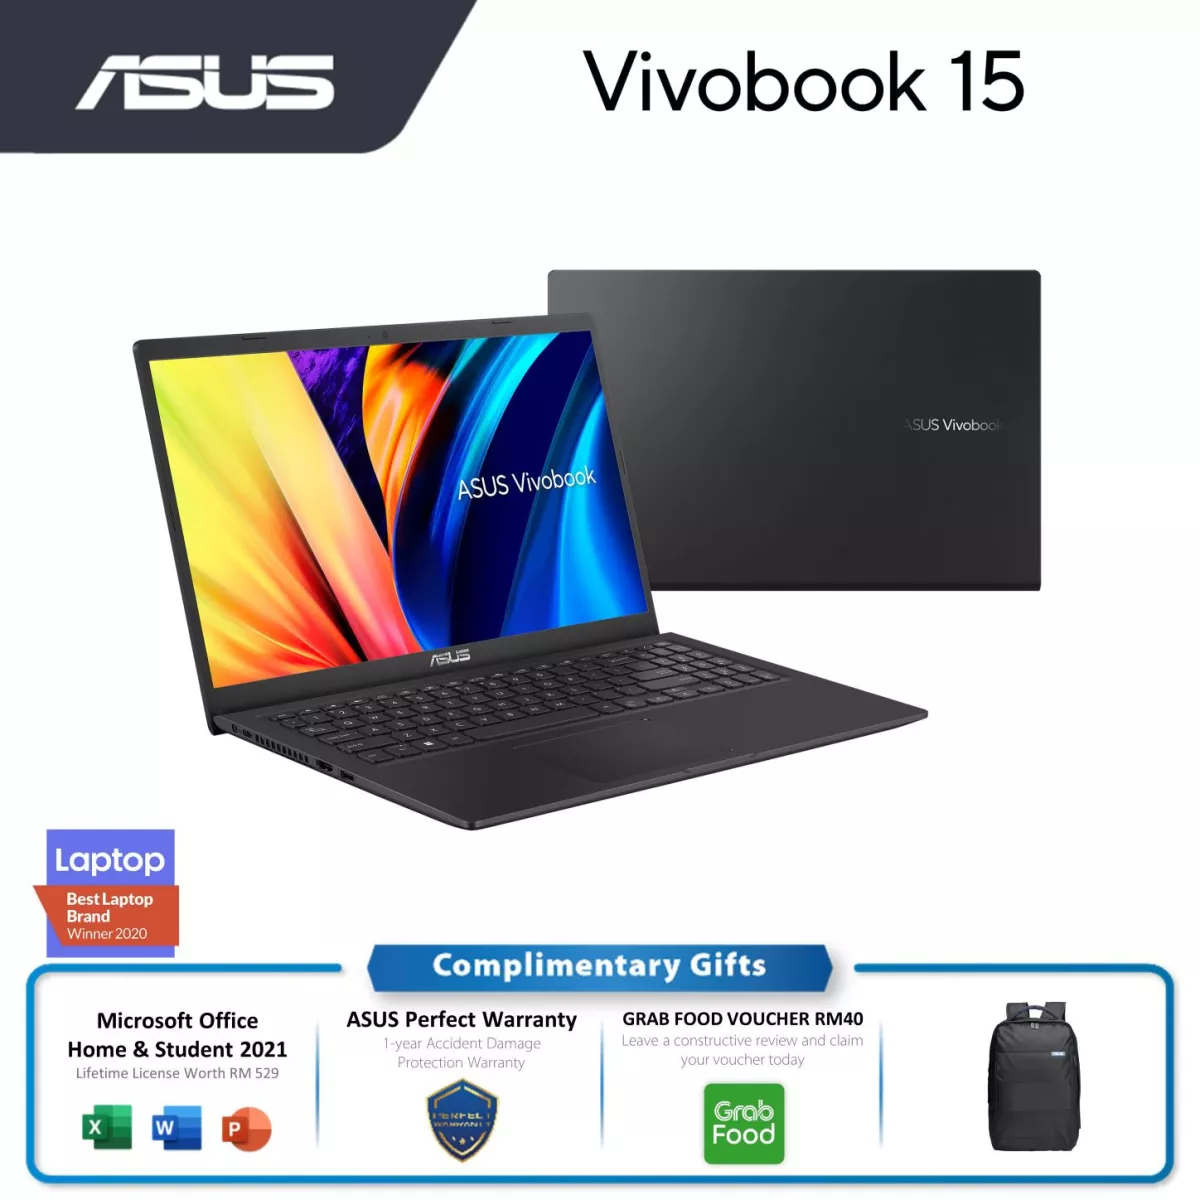 ASUS
Vivobook 15
ASUS Vivobook
ASUS Vivobook
ASUS
Laptop
Best Laptop
Brand
Winner 2020
Complimentary Gifts
Microsoft Office
Home & Student 2021
Lifetime License Worth RM 529
X
W
P
ASUS Perfect Warranty
1-year Accident Damage
Protection Warranty
PERFECT
WARRANTY
GRAB FOOD VOUCHER RM40
Leave a constructive review and claim
your voucher today
Grab
Food